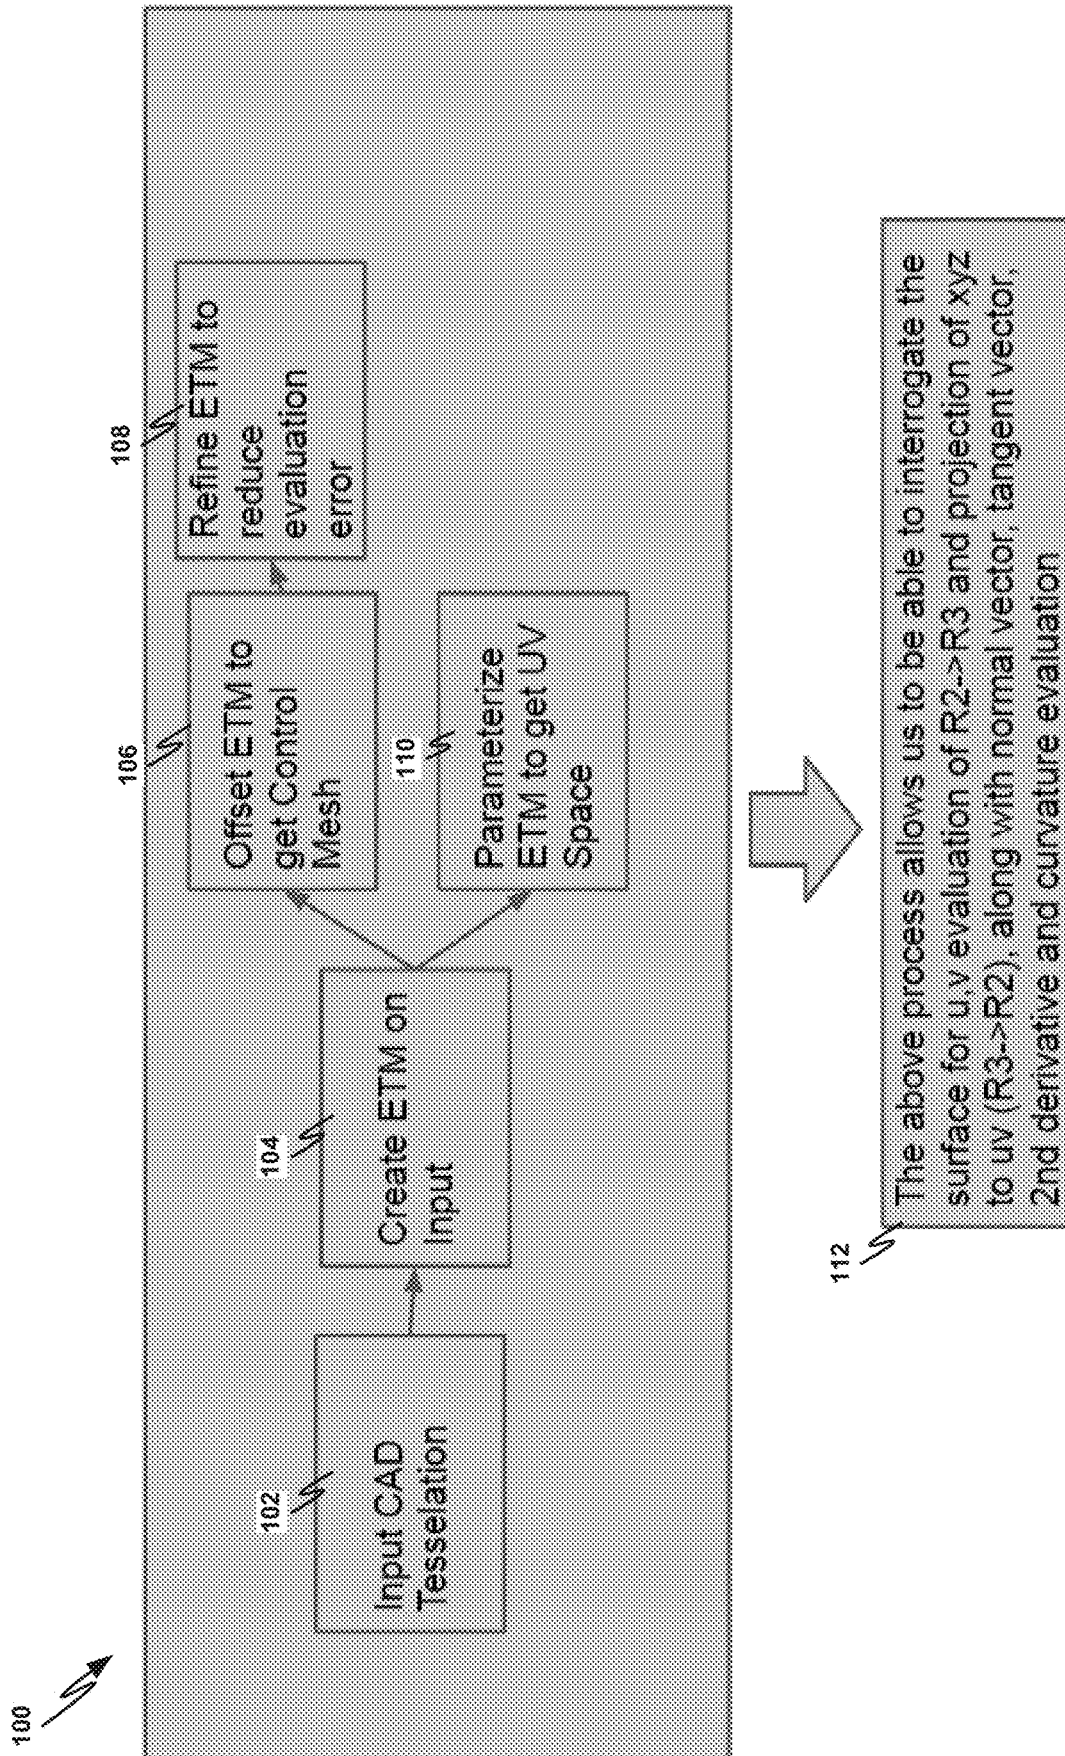 100
102
Input CAD
Tesselation
104
Create ETM on
Input
106
Offset ETM to
get Control
Mesh
108
Refine ETM to
reduce
evaluation
error
110
Parameterize
ETM to get UV
Space
112
The above process allows us to be able to interrogate the
surface for u,v evaluation of R2->R3 and projection of xyz
to uv (R3->R2), along with normal vector, tangent vector,
2nd derivative and curvature evaluation